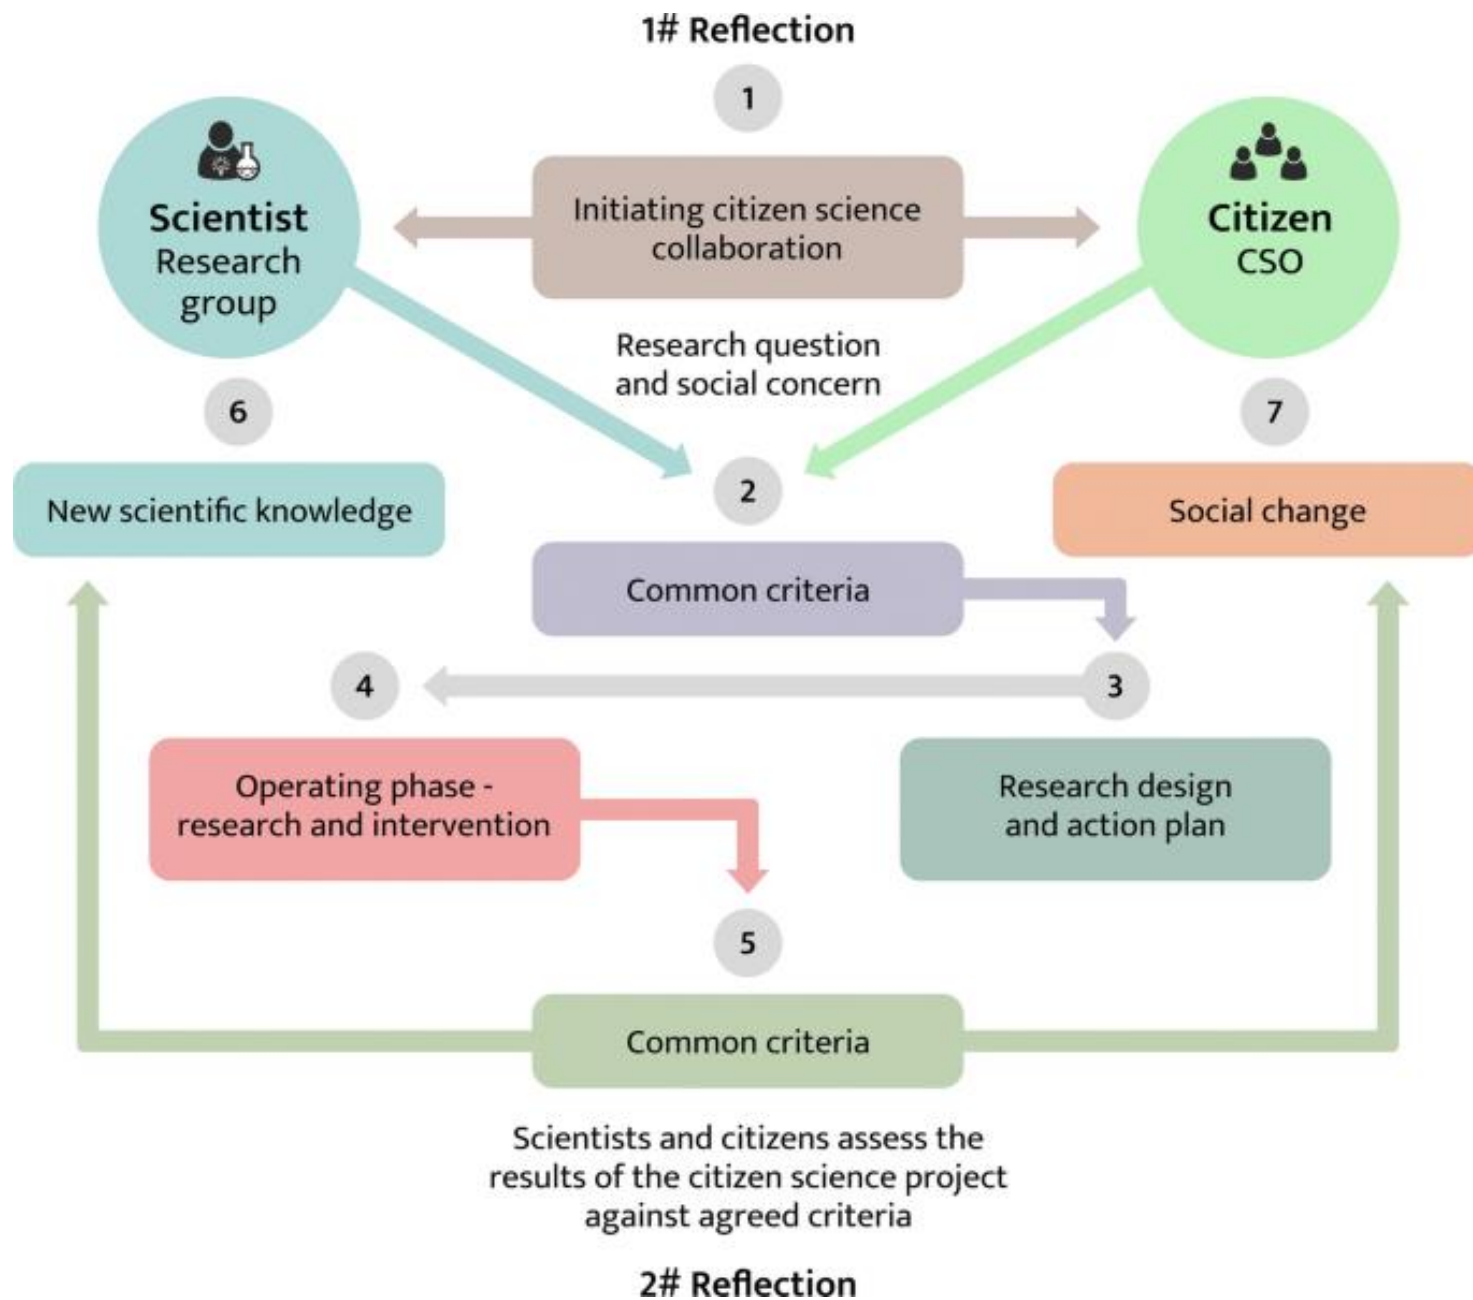 1# Reflection
1
Initiating citizen science
collaboration
Scientist
Research
group
Citizen
CSO
Research question
and social concern
6
7
2
New scientific knowledge
Social change
Common criteria
4
3
Operating phase -
research and intervention
Research design
and action plan
5
Common criteria
Scientists and citizens assess the
results of the citizen science project
against agreed criteria
2# Reflection